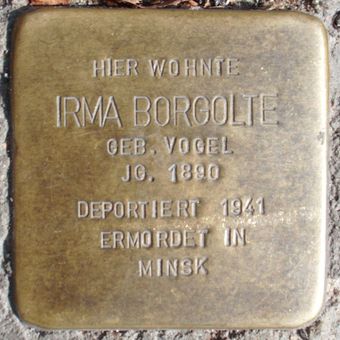 HIER WOHNTE
IRMA BORGOLTE
GEB. VOGEL
JG. 1890
DEPORTIERT 1941
ERMORDET IN
MINSK